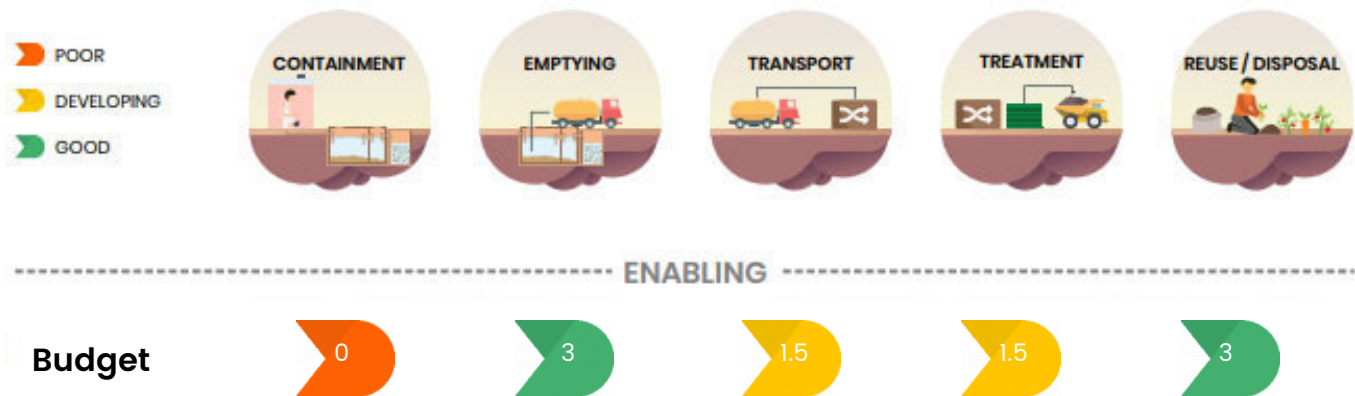 POOR
DEVELOPING
GOOD
CONTAINMENT
EMPTYING
TRANSPORT
TREATMENT
REUSE / DISPOSAL
ENABLING
Budget 0 3 1.5 1.5 3